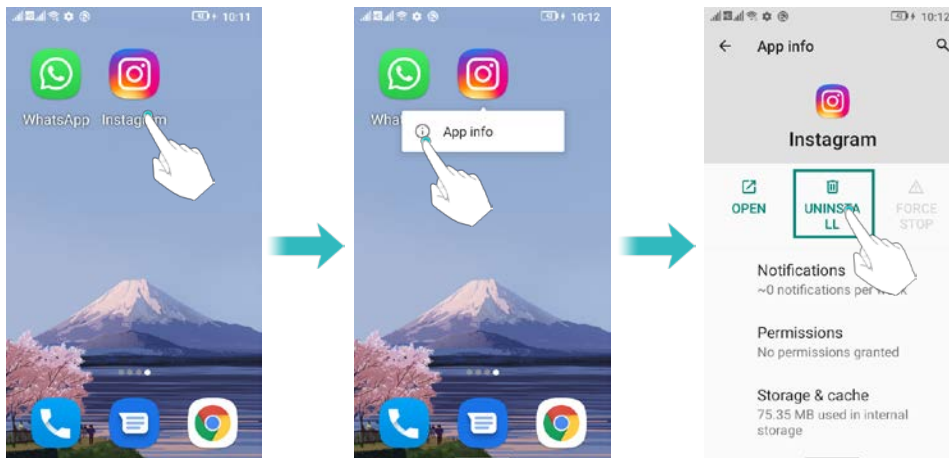 10:11
WhatsApp Instagram
10:12
App info
10:12
App info
Instagram
OPEN
UNINSTA
LL
FORCE
STOP
Notifications
~0 notifications per
Permissions
No permissions granted
Storage & cache
75.35 MB used in internal
storage